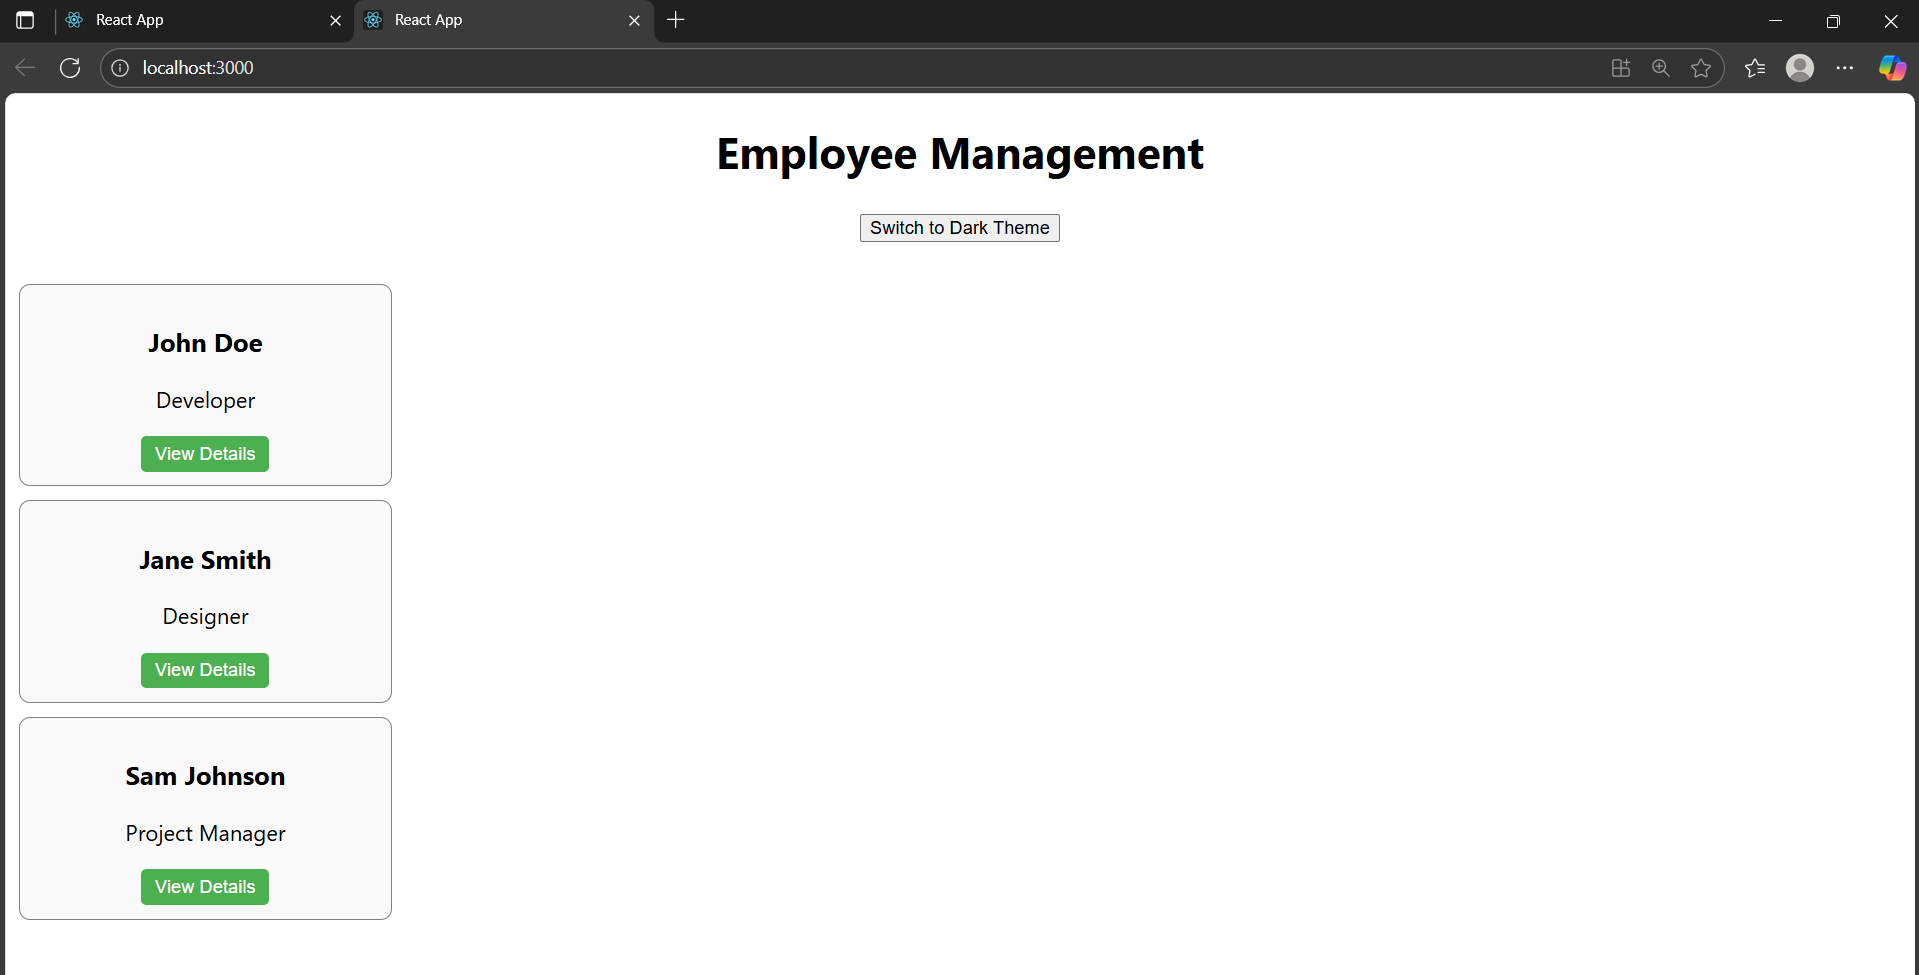 React App
React App
localhost:3000
Employee Management
Switch to Dark Theme
John Doe
Developer
View Details
Jane Smith
Designer
View Details
Sam Johnson
Project Manager
View Details